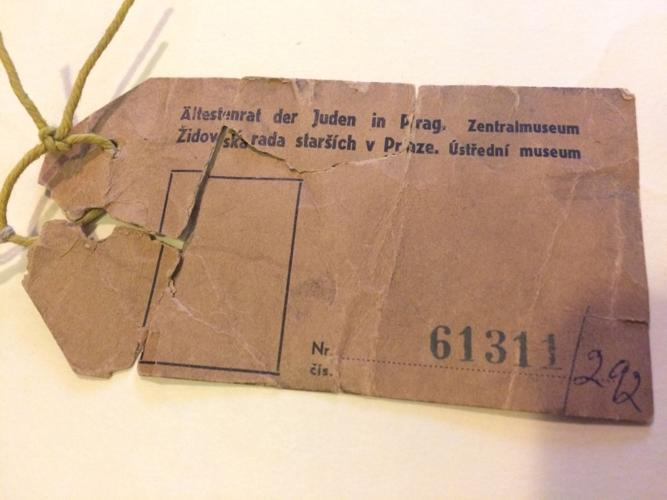 Ältestenrat der Juden in Prag. Zentralmuseum
Židovská rada starších v Praze. Ústřední museum
Nr. 61311 /292
čís.